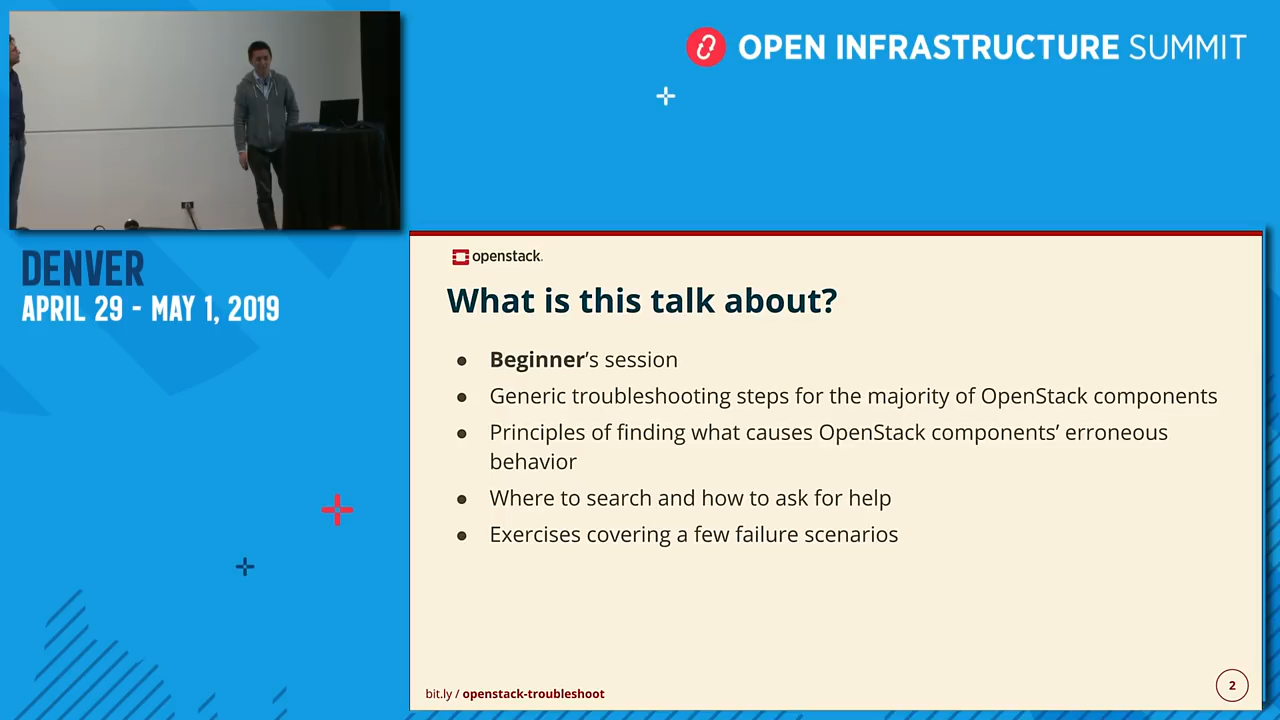 OPEN INFRASTRUCTURE SUMMIT
DENVER
APRIL 29 - MAY 1, 2019
openstack.
What is this talk about?
● Beginner's session
● Generic troubleshooting steps for the majority of OpenStack components
● Principles of finding what causes OpenStack components' erroneous
behavior
● Where to search and how to ask for help
● Exercises covering a few failure scenarios
bit.ly / openstack-troubleshoot
2